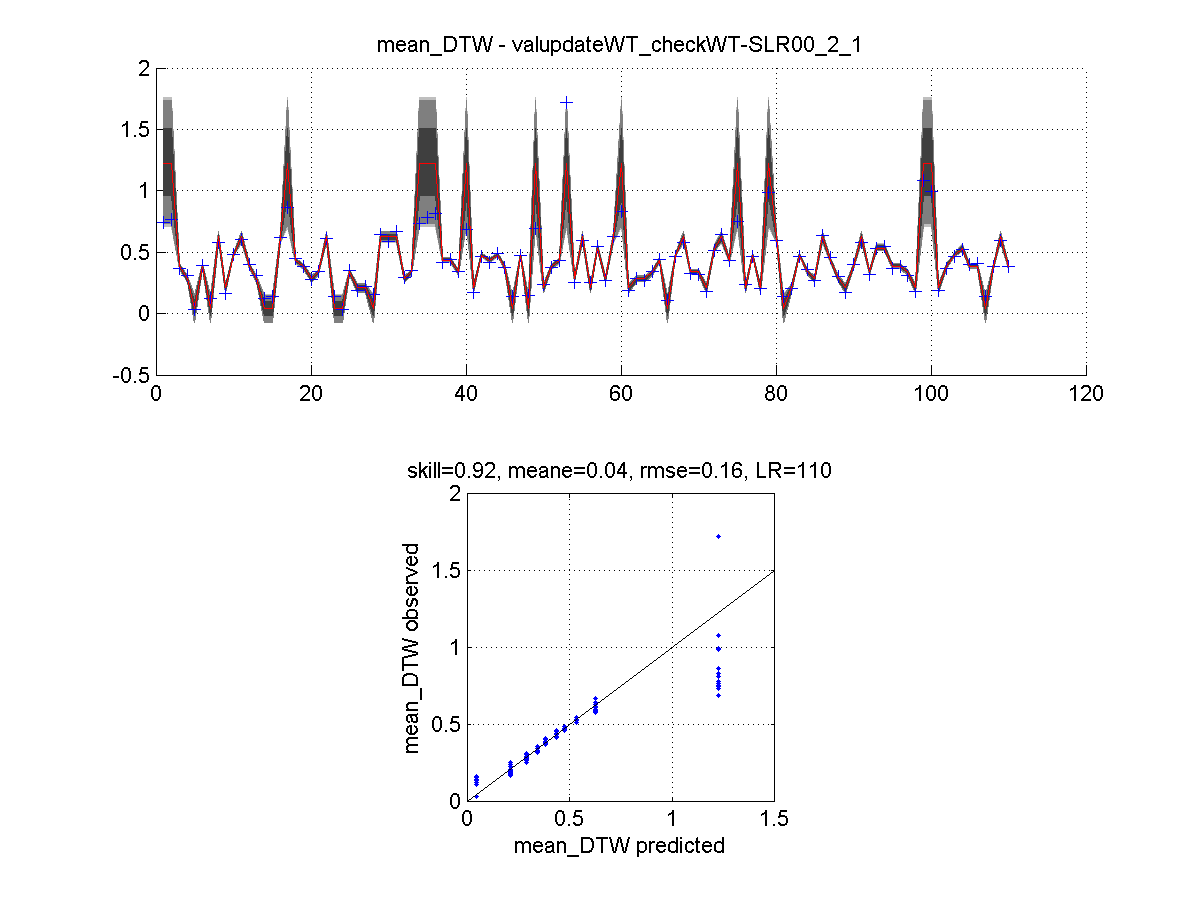 mean_DTW - valupdateWT_checkWT-SLR00_2_1
2
1.5
1
0.5
0
-0.5
0 20 40 60 80 100 120
skill=0.92, meane=0.04, rmse=0.16, LR=110
2
1.5
1
0.5
0
mean_DTW observed
0 0.5 1 1.5
mean_DTW predicted